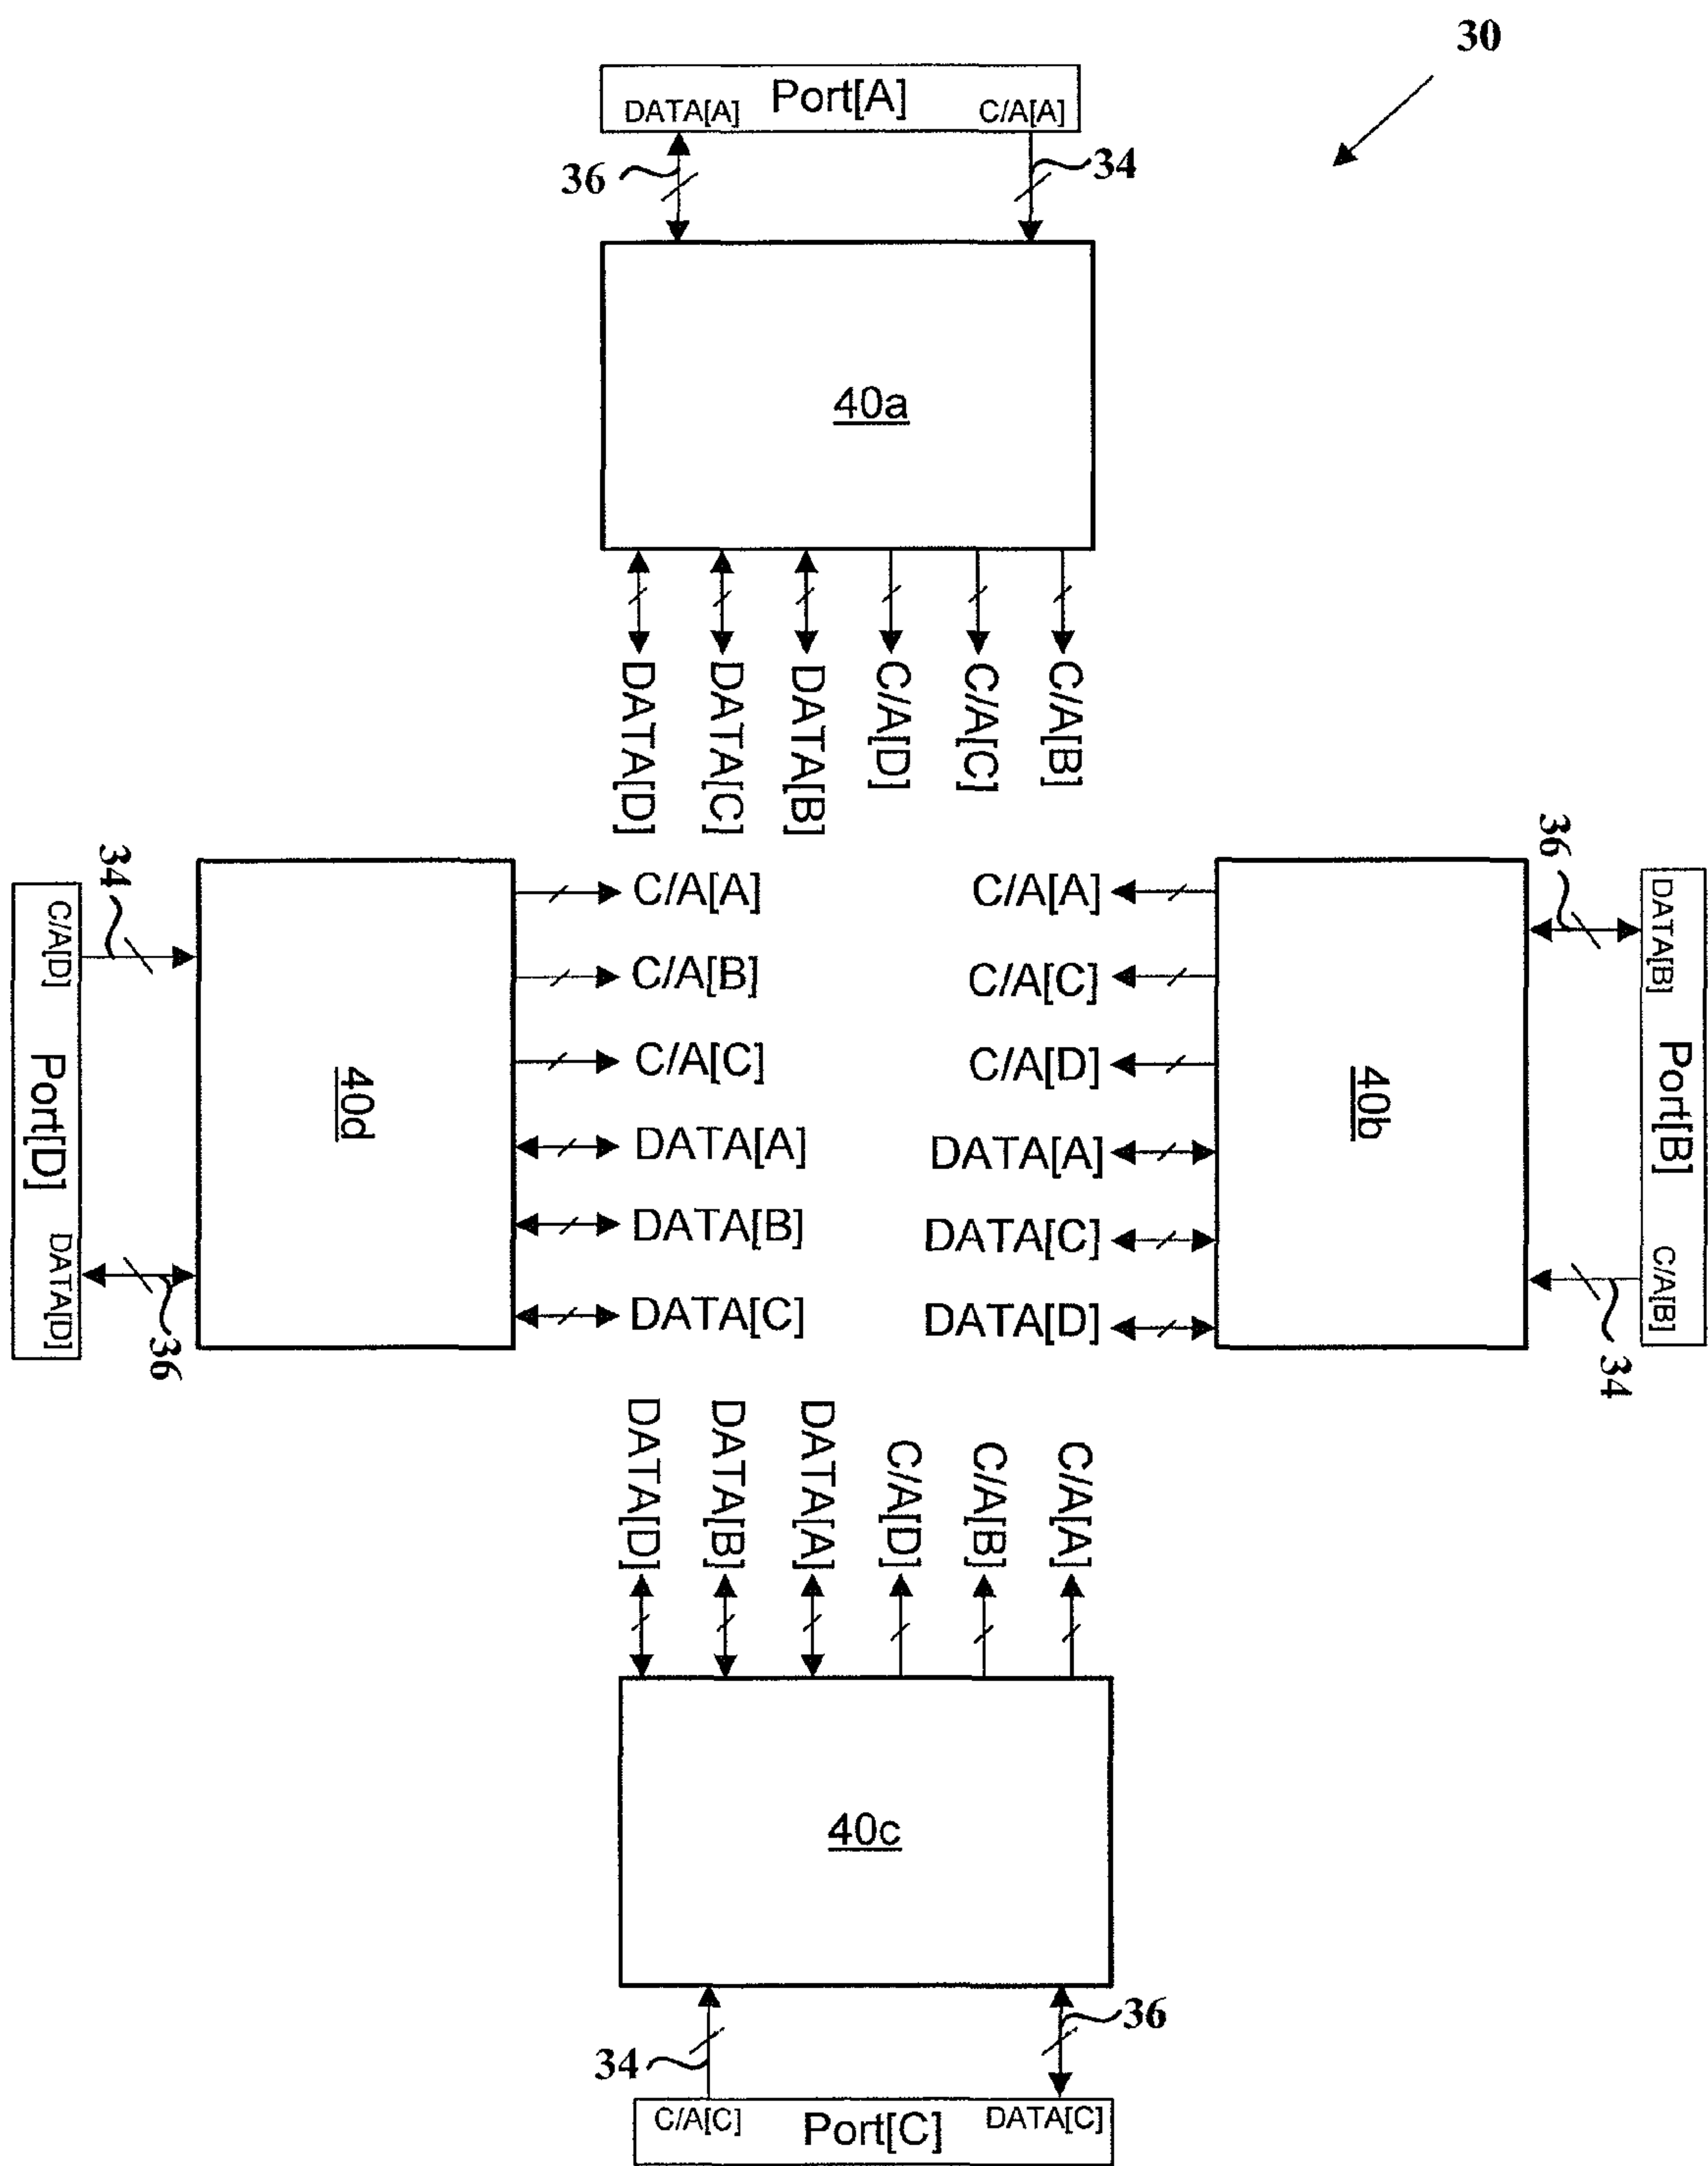 30
Port[A]
DATA[A]
C/A[A]
36
34
40a
DATA[D]
DATA[C]
DATA[B]
C/A[D]
C/A[C]
C/A[B]
34
C/A[D]
Port[D]
DATA[D]
36
40d
C/A[A]
C/A[B]
C/A[C]
DATA[A]
DATA[B]
DATA[C]
C/A[A]
C/A[C]
C/A[D]
DATA[A]
DATA[C]
DATA[D]
40b
36
DATA[B]
Port[B]
C/A[B]
34
DATA[D]
DATA[B]
DATA[A]
C/A[D]
C/A[B]
C/A[A]
40c
34
36
C/A[C]
Port[C]
DATA[C]